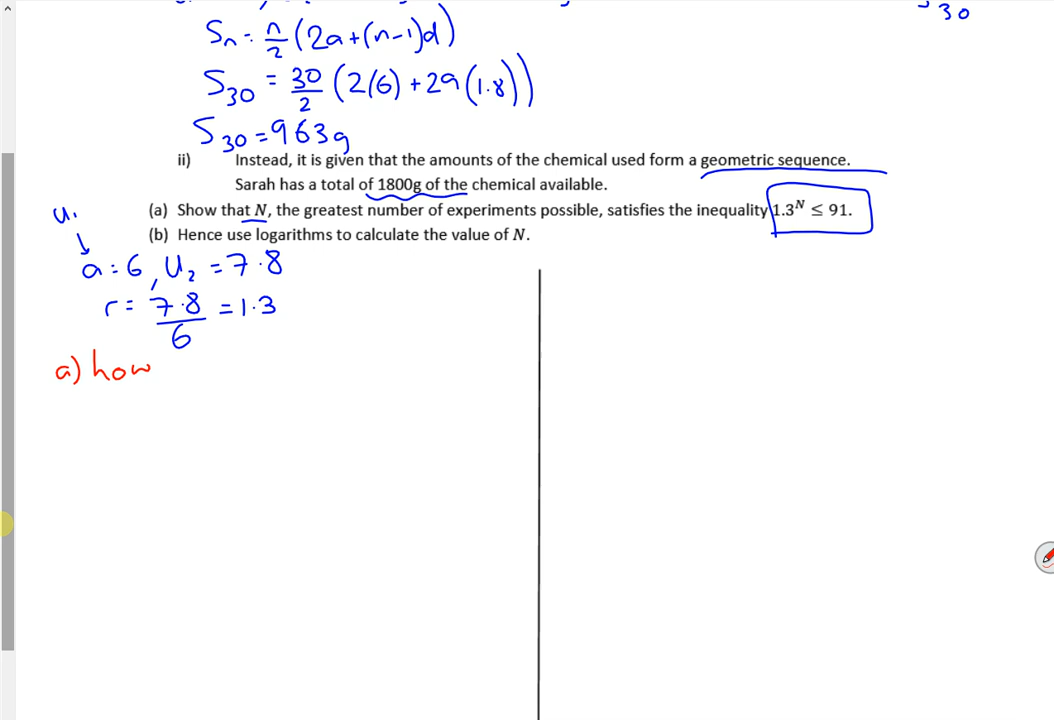 S30
Sn = n/2 (2a+(n-1)d)
S30 = 30/2 (2(6) + 29(1.8))
S30 = 963g
ii) Instead, it is given that the amounts of the chemical used form a geometric sequence.
Sarah has a total of 1800g of the chemical available.
(a) Show that N, the greatest number of experiments possible, satisfies the inequality 1.3^N ≤ 91.
(b) Hence use logarithms to calculate the value of N.
u1
a = 6, U2 = 7.8
r = 7.8/6 = 1.3
a) how